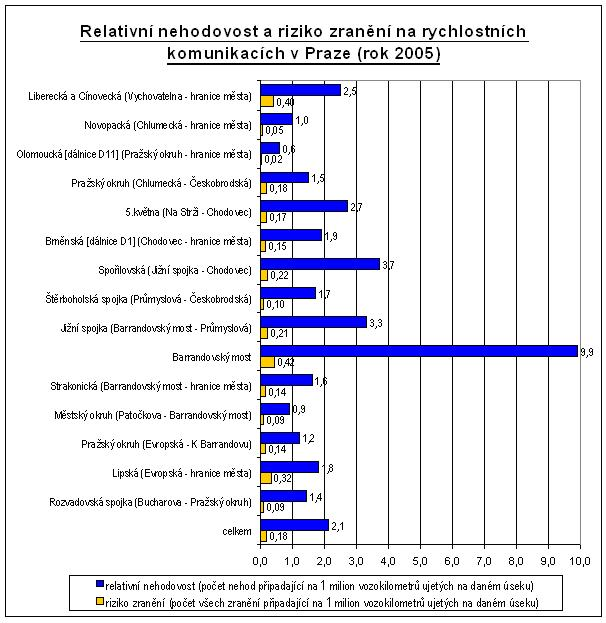 Relativní nehodovost a riziko zranění na rychlostních
komunikacích v Praze (rok 2005)
Liberecká a Cínovecká (Vychovatelna - hranice města)
2,5
0,40
Novopacká (Chlumecká - hranice města)
1,0
0,05
Olomoucká [dálnice D11] (Pražský okruh - hranice města)
0,6
0,02
Pražský okruh (Chlumecká - Českobrodská)
1,5
0,18
5.května (Na Strži - Chodovec)
2,7
0,17
Brněnská [dálnice D1] (Chodovec - hranice města)
1,9
0,15
Spořilovská (Jižní spojka - Chodovec)
3,7
0,22
Štěrboholská spojka (Průmyslová - Českobrodská)
1,7
0,10
Jižní spojka (Barrandovský most - Průmyslová)
3,3
0,21
Barrandovský most
9,9
0,42
Strakonická (Barrandovský most - hranice města)
1,6
0,14
Městský okruh (Patočkova - Barrandovský most)
0,9
0,09
Pražský okruh (Evropská - K Barrandovu)
1,2
0,14
Lipská (Evropská - hranice města)
1,8
0,32
Rozvadovská spojka (Bucharova - Pražský okruh)
1,4
0,09
celkem
2,1
0,18
0,0 1,0 2,0 3,0 4,0 5,0 6,0 7,0 8,0 9,0 10,0
relativní nehodovost (počet nehod připadající na 1 milion vozokilometrů ujetých na daném úseku)
riziko zranění (počet všech zranění připadající na 1 milion vozokilometrů ujetých na daném úseku)